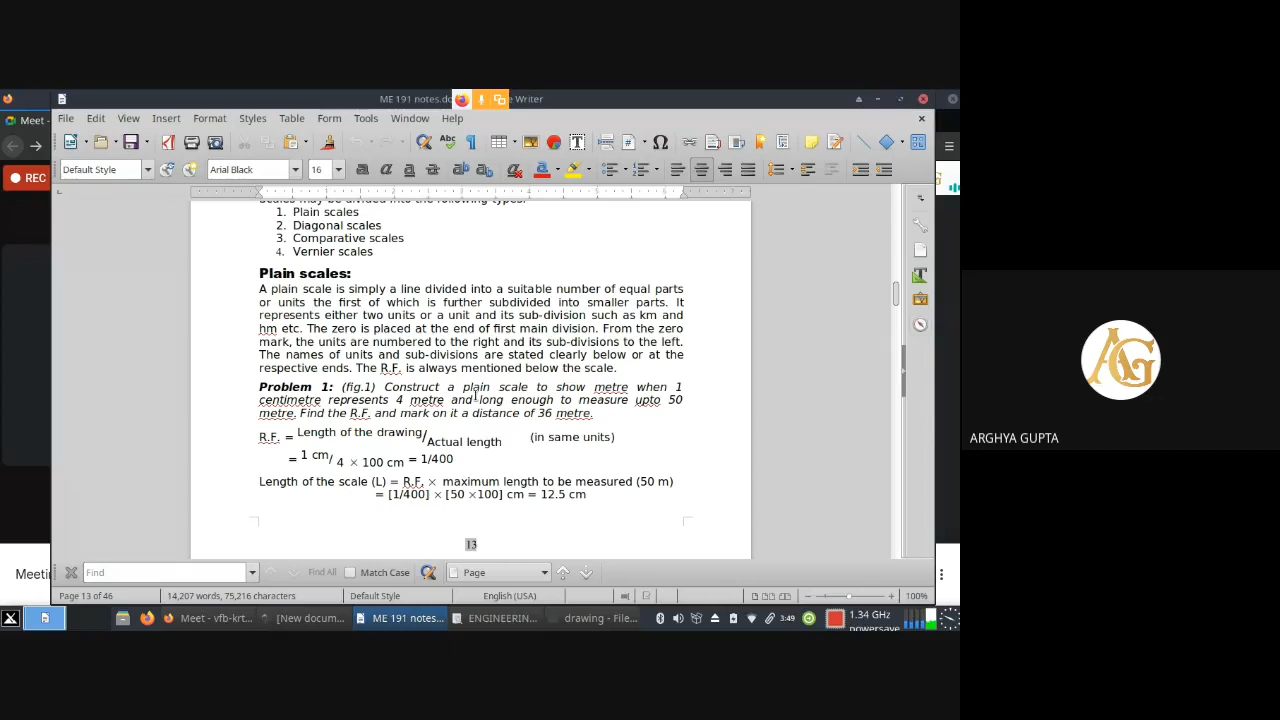 ME 191 notes.do
e Writer
Meet -
File Edit View Insert Format Styles Table Form Tools Window Help
REC
Default Style
Arial Black
16
Scales may be divided into the following types:
1. Plain scales
2. Diagonal scales
3. Comparative scales
4. Vernier scales
Plain scales:
A plain scale is simply a line divided into a suitable number of equal parts
or units the first of which is further subdivided into smaller parts. It
represents either two units or a unit and its sub-division such as km and
hm etc. The zero is placed at the end of first main division. From the zero
mark, the units are numbered to the right and its sub-divisions to the left.
The names of units and sub-divisions are stated clearly below or at the
respective ends. The R.F. is always mentioned below the scale.
Problem 1: (fig.1) Construct a plain scale to show metre when 1
centimetre represents 4 metre and long enough to measure upto 50
metre. Find the R.F. and mark on it a distance of 36 metre.
R.F. = Length of the drawing/Actual length (in same units)
= 1 cm/ 4 × 100 cm = 1/400
Length of the scale (L) = R.F. × maximum length to be measured (50 m)
= [1/400] × [50 ×100] cm = 12.5 cm
13
ARGHYA GUPTA
Meetin
Find
Find All
Match Case
Page
Page 13 of 46
14,207 words, 75,216 characters
Default Style
English (USA)
100%
Meet - vfb-krt...
[New docum...
ME 191 notes...
ENGINEERIN...
drawing - File...
3:49
1.34 GHz
powersave